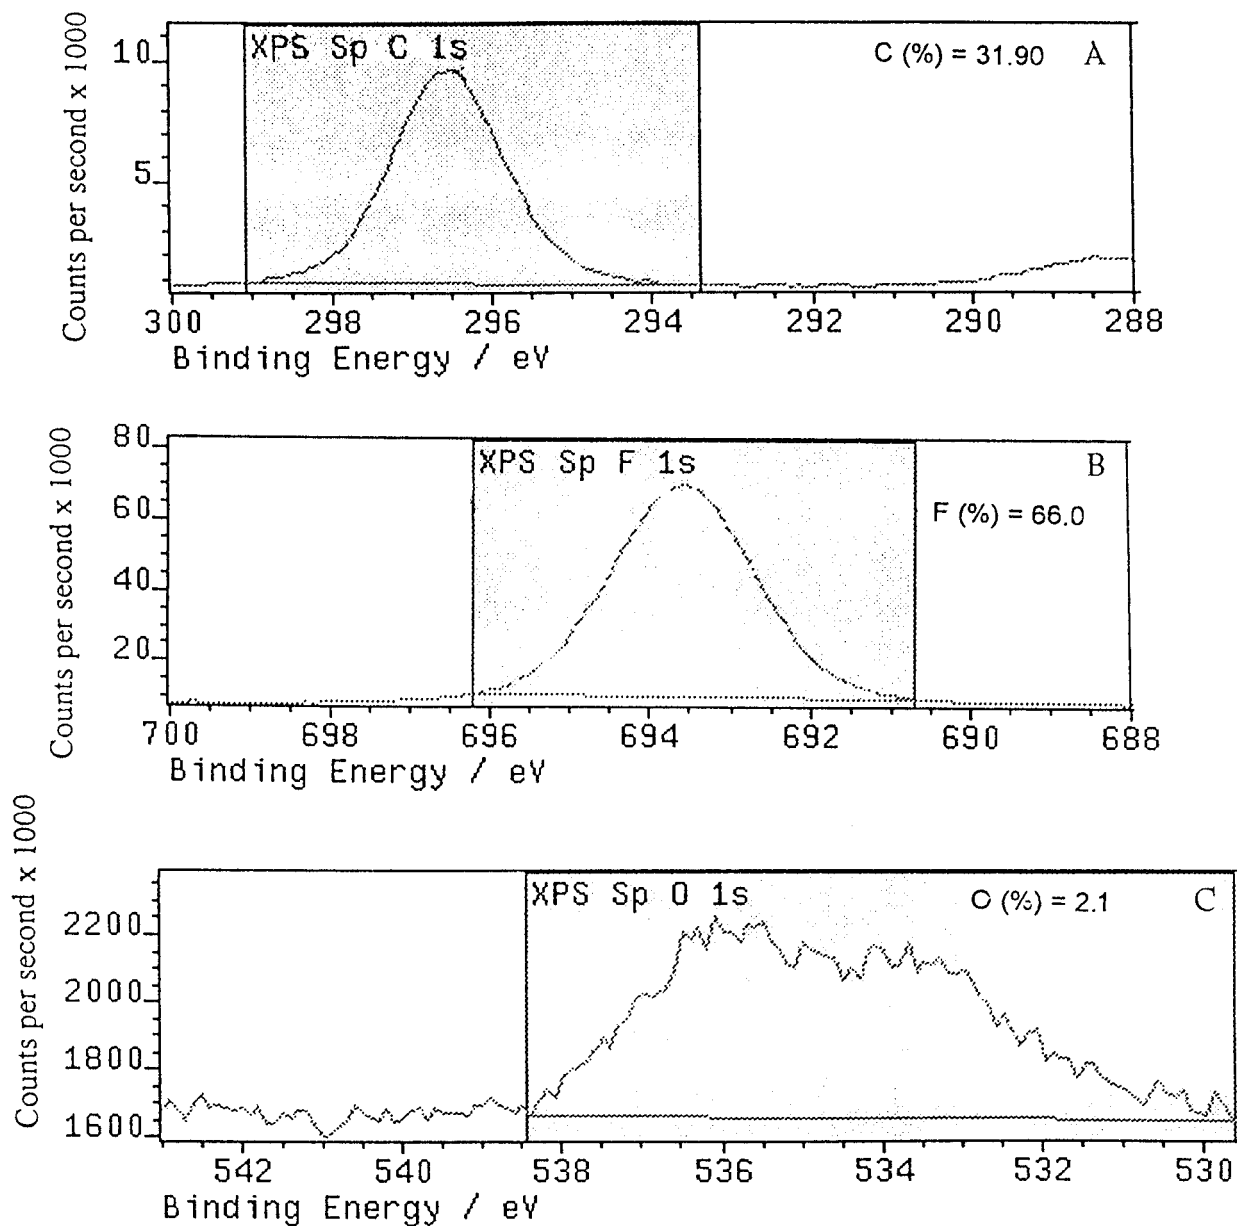 XPS Sp C 1s
C (%) = 31.90
A
Counts per second x 1000
10
5
300 298 296 294 292 290 288
Binding Energy / eV
XPS Sp F 1s
B
F (%) = 66.0
Counts per second x 1000
80
60
40
20
700 698 696 694 692 690 688
Binding Energy / eV
XPS Sp O 1s
O (%) = 2.1
C
Counts per second x 1000
2200
2000
1800
1600
542 540 538 536 534 532 530
Binding Energy / eV